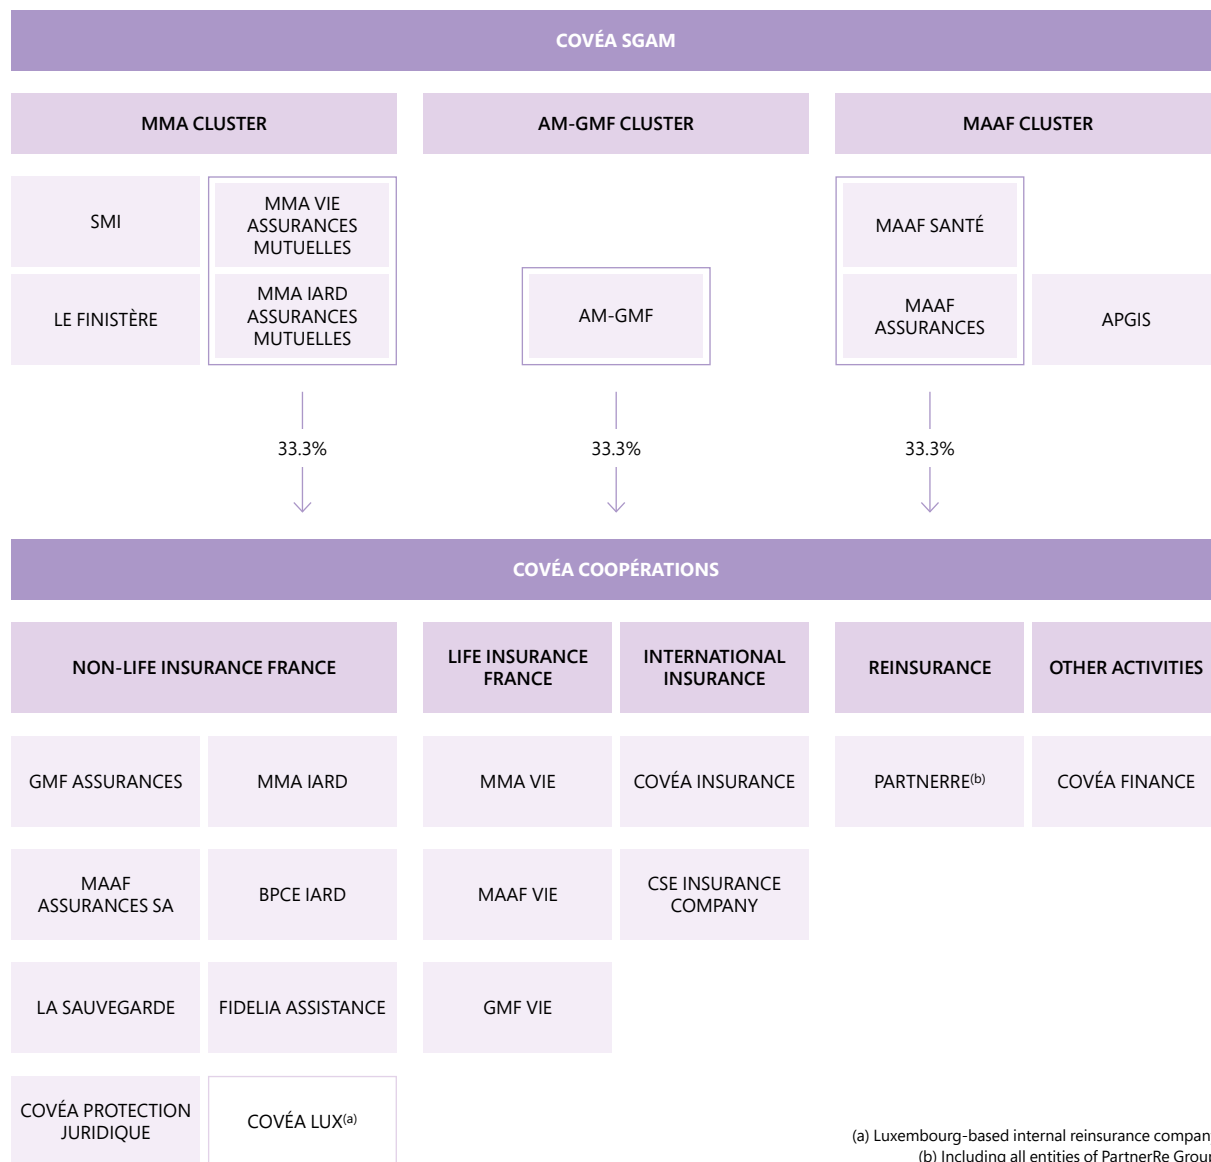 COVÉA SGAM
MMA CLUSTER
AM-GMF CLUSTER
MAAF CLUSTER
SMI
MMA VIE
ASSURANCES
MUTUELLES
MAAF SANTÉ
LE FINISTÈRE
MMA IARD
ASSURANCES
MUTUELLES
AM-GMF
MAAF
ASSURANCES
APGIS
33.3%
33.3%
33.3%
COVÉA COOPÉRATIONS
NON-LIFE INSURANCE FRANCE
LIFE INSURANCE
FRANCE
INTERNATIONAL
INSURANCE
REINSURANCE
OTHER ACTIVITIES
GMF ASSURANCES
MMA IARD
MMA VIE
COVÉA INSURANCE
PARTNERRE(b)
COVÉA FINANCE
MAAF
ASSURANCES SA
BPCE IARD
MAAF VIE
CSE INSURANCE
COMPANY
LA SAUVEGARDE
FIDELIA ASSISTANCE
GMF VIE
COVÉA PROTECTION
JURIDIQUE
COVÉA LUX(a)
(a) Luxembourg-based internal reinsurance compan
(b) Including all entities of PartnerRe Group